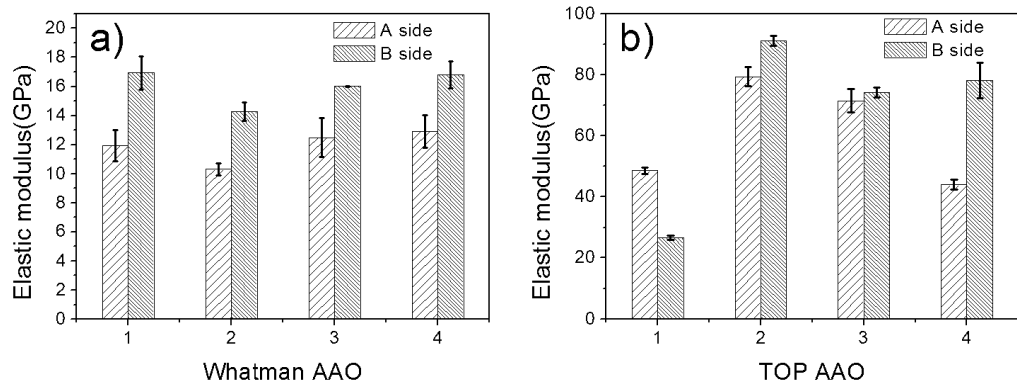 a)
A side
B side
Elastic modulus(GPa)
20
18
16
14
12
10
8
6
4
2
0
1 2 3 4
Whatman AAO
b)
A side
B side
Elastic modulus(GPa)
100
80
60
40
20
0
1 2 3 4
TOP AAO